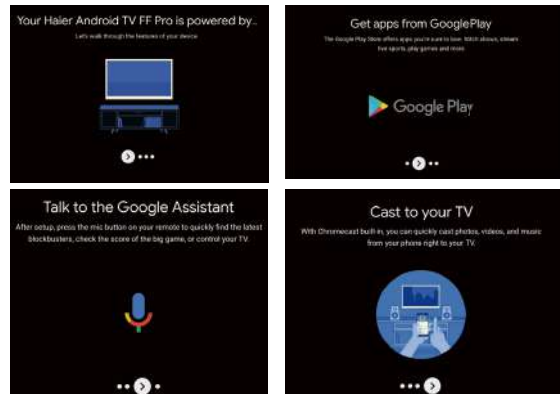 Your Haier Android TV FF Pro is powered by..
Let's walk through the features of your device
Get apps from GooglePlay
The Google Play Store offers apps you're sure to love. Watch shows, stream
live sports, play games and more.
Google Play
Talk to the Google Assistant
After setup, press the mic button on your remote to quickly find the latest
blockbusters, check the score of the big game, or control your TV.
Cast to your TV
With Chromecast built-in, you can quickly cast photos, videos, and music
from your phone right to your TV.